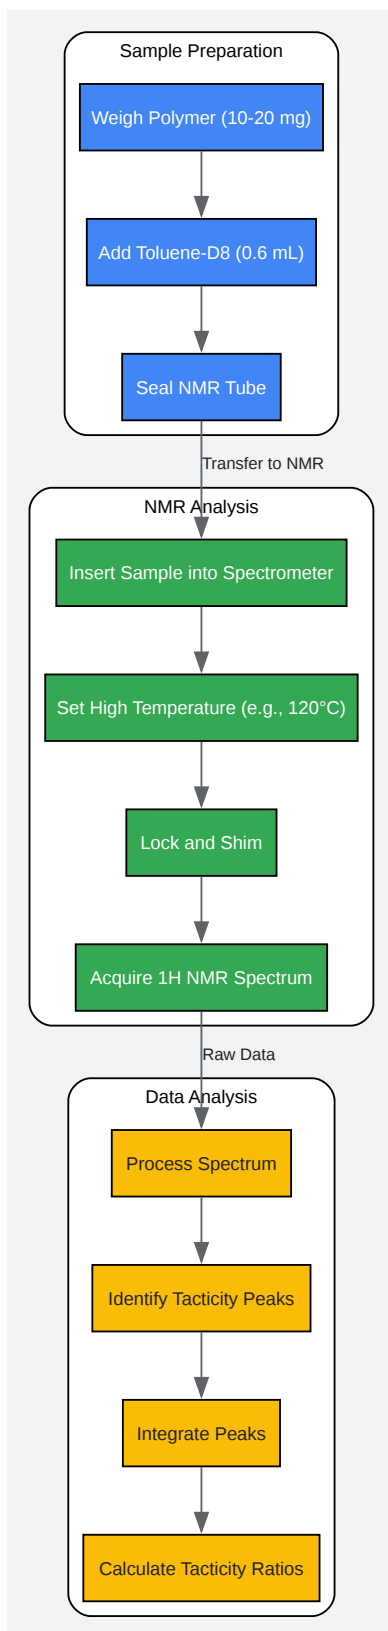 Sample Preparation
Weigh Polymer (10-20 mg)
Add Toluene-D8 (0.6 mL)
Seal NMR Tube
Transfer to NMR
NMR Analysis
Insert Sample into Spectrometer
Set High Temperature (e.g., 120°C)
Lock and Shim
Acquire 1H NMR Spectrum
Raw Data
Data Analysis
Process Spectrum
Identify Tacticity Peaks
Integrate Peaks
Calculate Tacticity Ratios